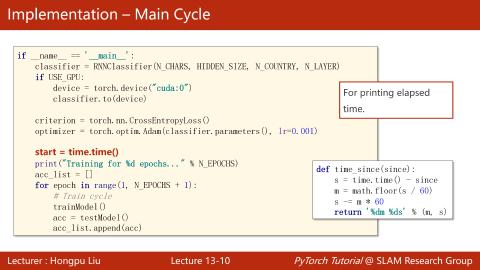 Implementation – Main Cycle
if __name__ == '__main__':
    classifier = RNNClassifier(N_CHARS, HIDDEN_SIZE, N_COUNTRY, N_LAYER)
    if USE_GPU:
        device = torch.device("cuda:0")
        classifier.to(device)
    criterion = torch.nn.CrossEntropyLoss()
    optimizer = torch.optim.Adam(classifier.parameters(), lr=0.001)
    start = time.time()
    print("Training for %d epochs..." % N_EPOCHS)
    acc_list = []
    for epoch in range(1, N_EPOCHS + 1):
        # Train cycle
        trainModel()
        acc = testModel()
        acc_list.append(acc)
For printing elapsed
time.
def time_since(since):
    s = time.time() - since
    m = math.floor(s / 60)
    s -= m * 60
    return '%dm %ds' % (m, s)
Lecturer : Hongpu Liu
Lecture 13-10
PyTorch Tutorial @ SLAM Research Group